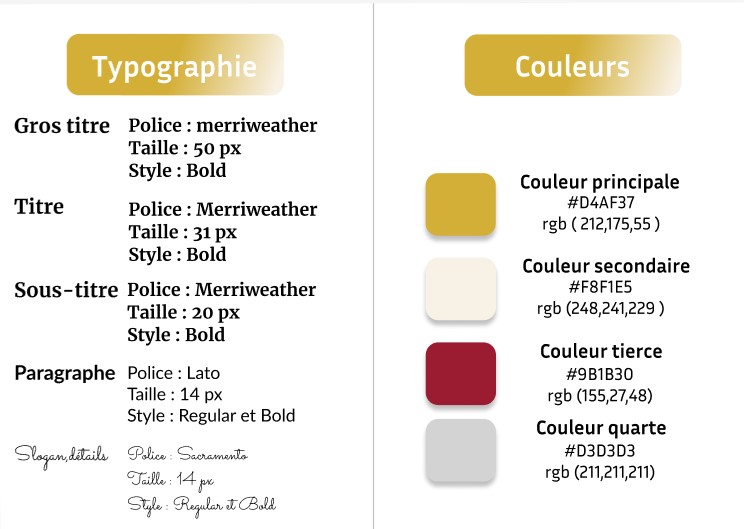 Typographie
Gros titre
Police : merriweather
Taille : 50 px
Style : Bold
Titre
Police : Merriweather
Taille : 31 px
Style : Bold
Sous-titre
Police : Merriweather
Taille : 20 px
Style : Bold
Paragraphe
Police : Lato
Taille : 14 px
Style : Regular et Bold
Slogan,détails
Police : Sacramento
Taille : 14 px
Style : Regular et Bold
Couleurs
Couleur principale
#D4AF37
rgb ( 212,175,55 )
Couleur secondaire
#F8F1E5
rgb (248,241,229 )
Couleur tierce
#9B1B30
rgb (155,27,48)
Couleur quarte
#D3D3D3
rgb (211,211,211)